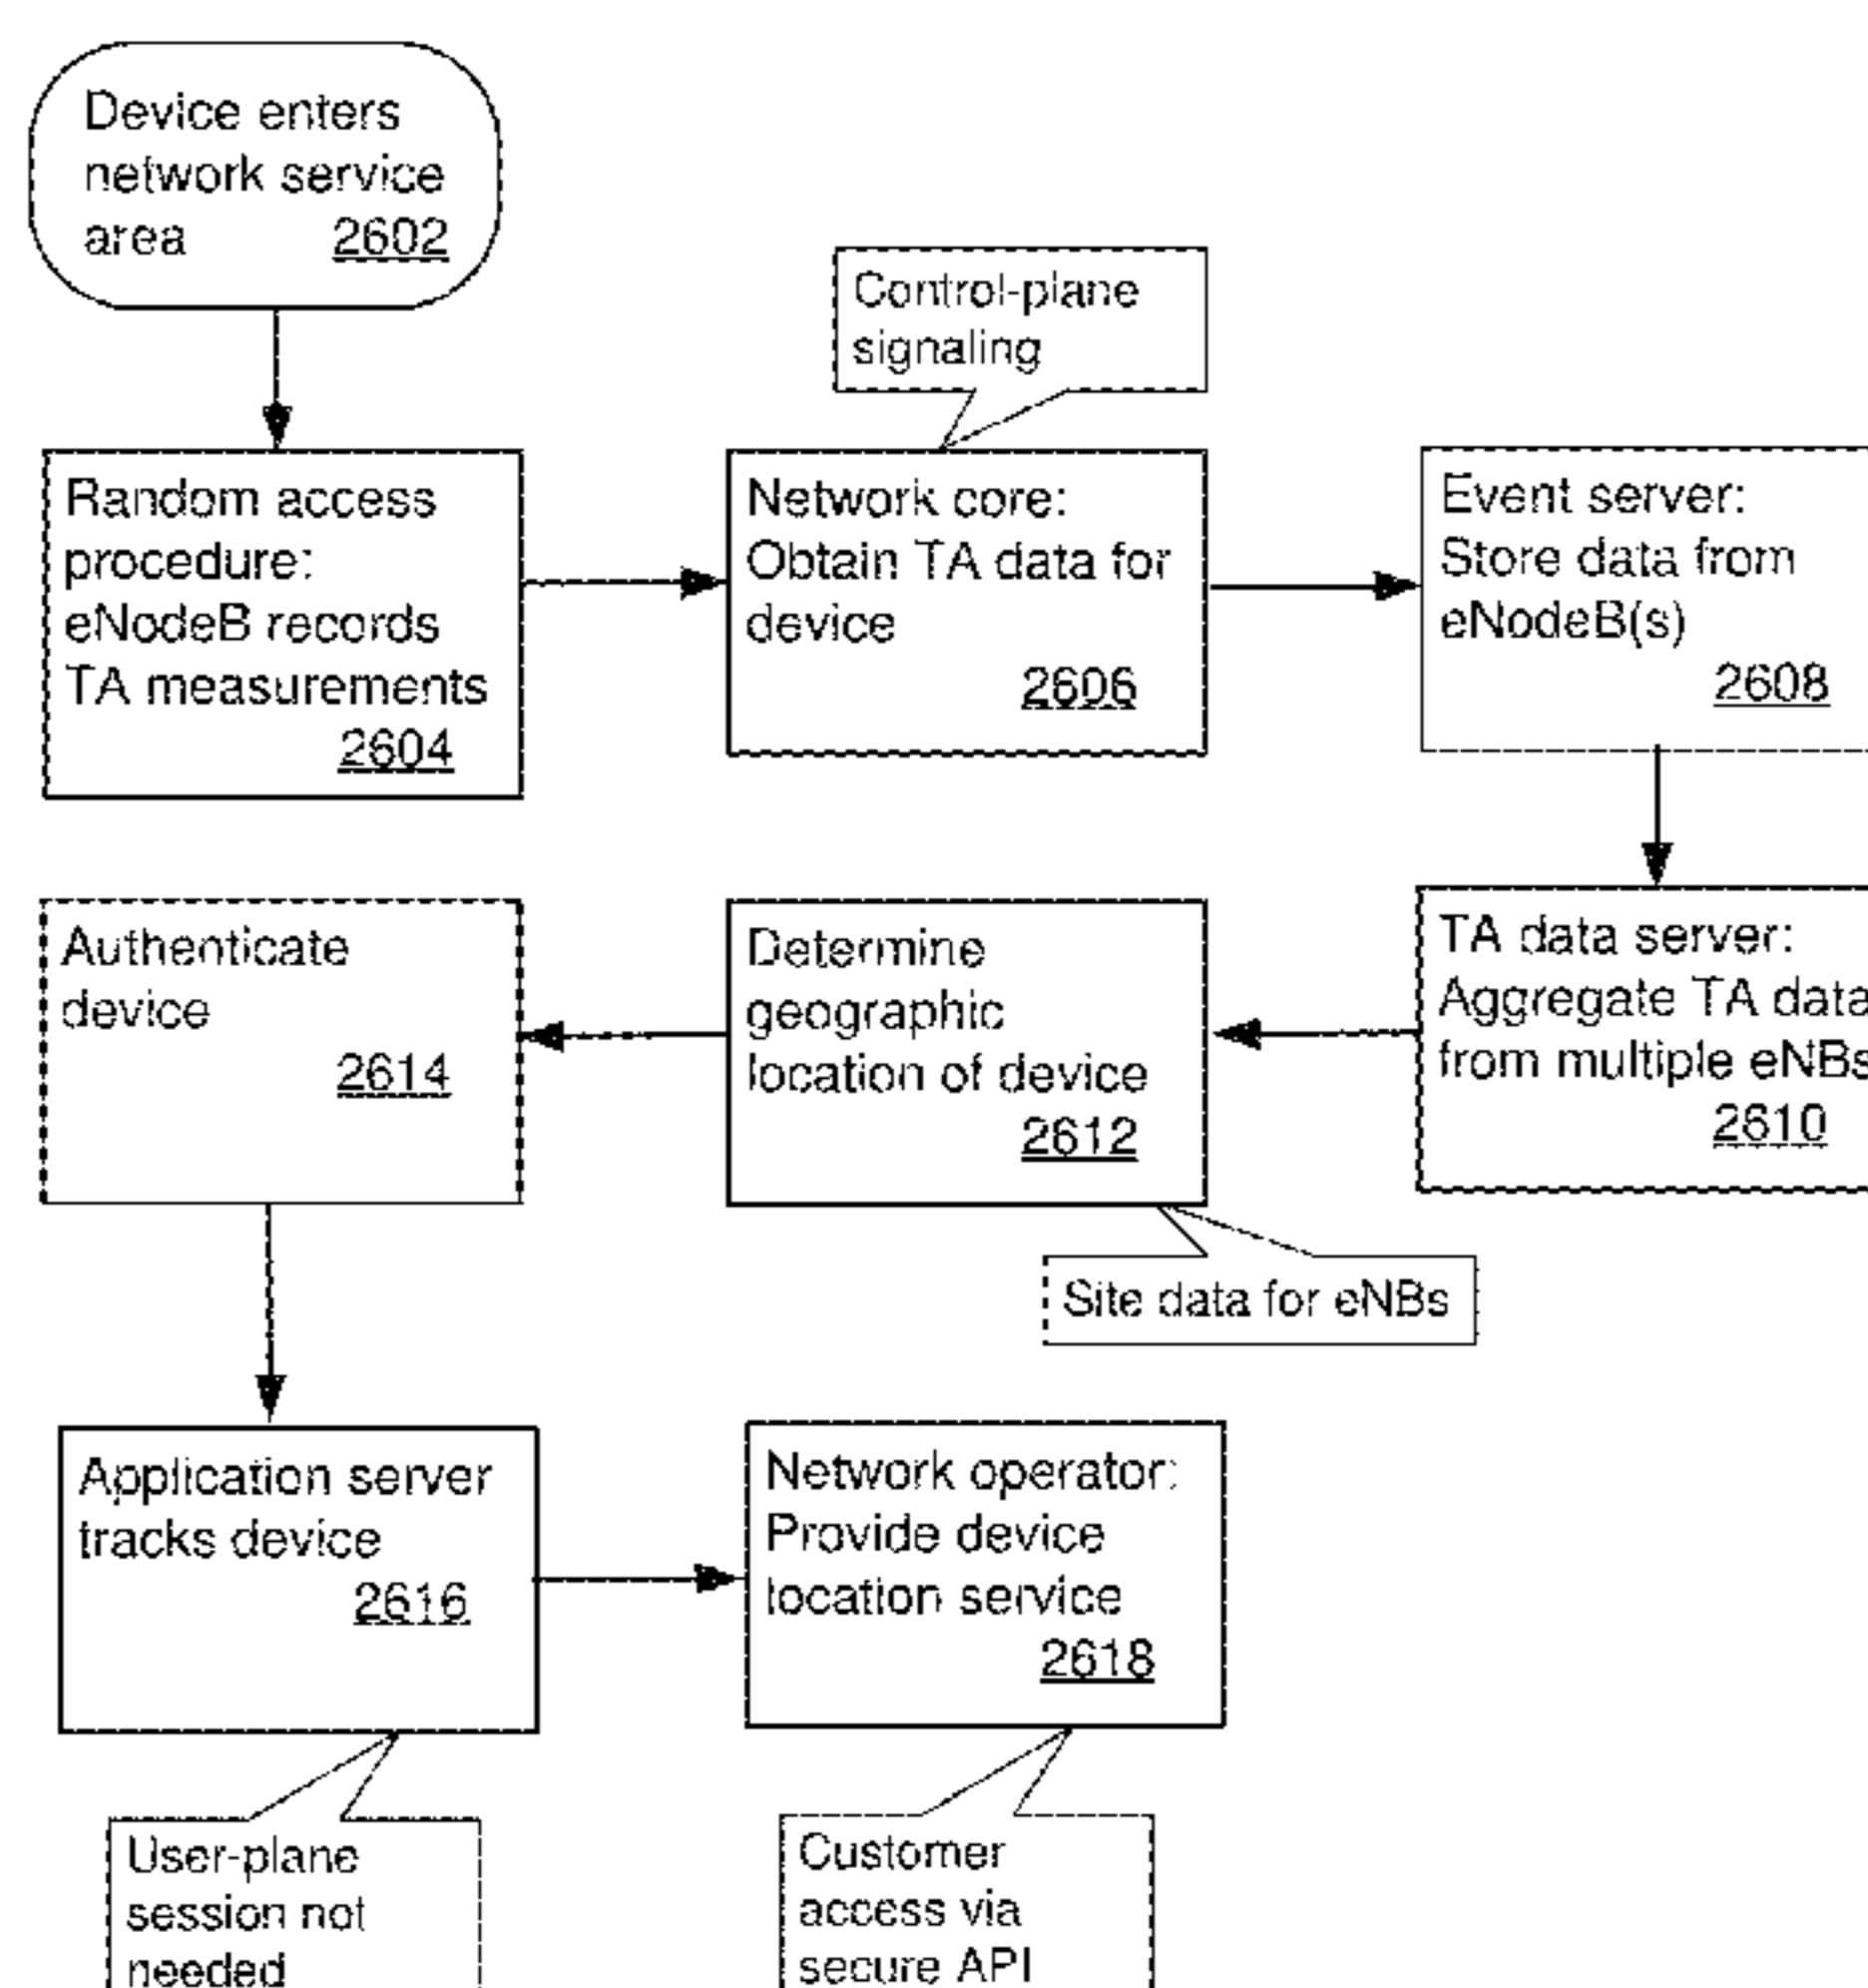 Device enters
network service
area 2602
Control-plane
signaling
Random access
procedure:
eNodeB records
TA measurements
2604
Network core:
Obtain TA data for
device
2606
Event server:
Store data from
eNodeB(s)
2608
Authenticate
device
2614
Determine
geographic
location of device
2612
TA data server:
Aggregate TA data
from multiple eNBs
2610
Site data for eNBs
Application server
tracks device
2616
Network operator:
Provide device
location service
2618
User-plane
session not
needed
Customer
access via
secure API